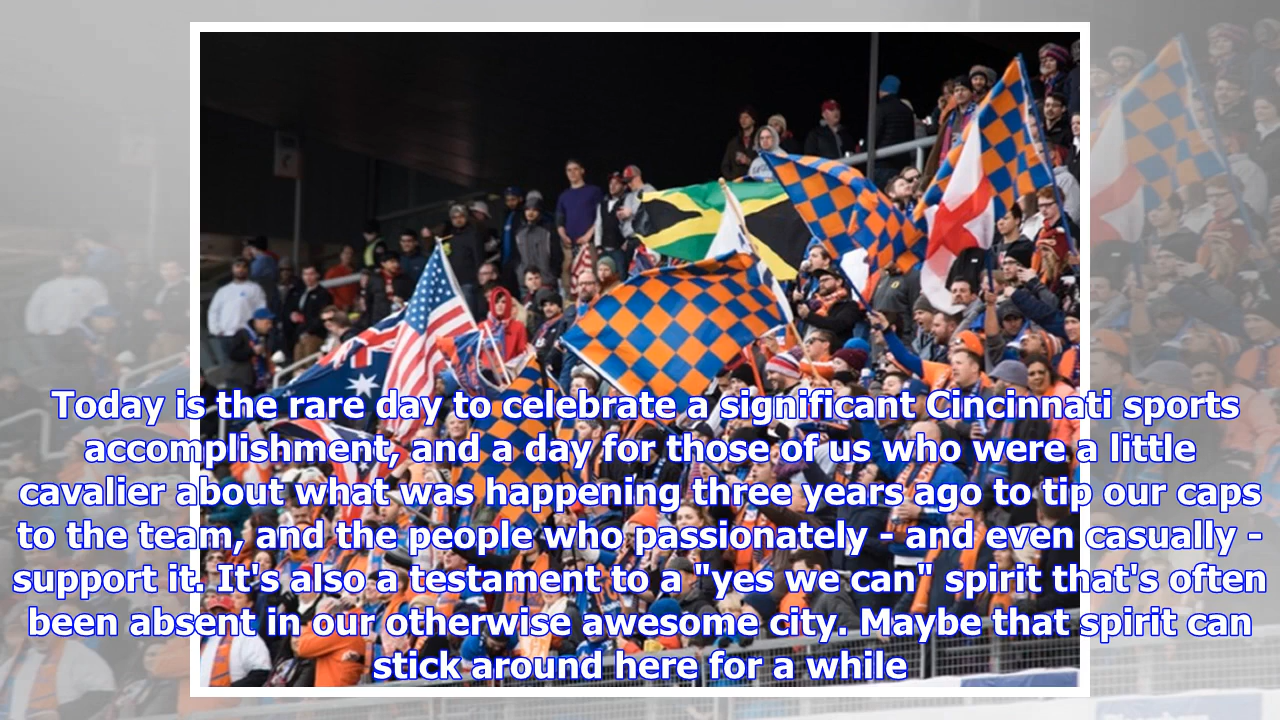 Today is the rare day to celebrate a significant Cincinnati sports
accomplishment, and a day for those of us who were a little
cavalier about what was happening three years ago to tip our caps
to the team, and the people who passionately - and even casually -
support it. It's also a testament to a "yes we can" spirit that's often
been absent in our otherwise awesome city. Maybe that spirit can
stick around here for a while